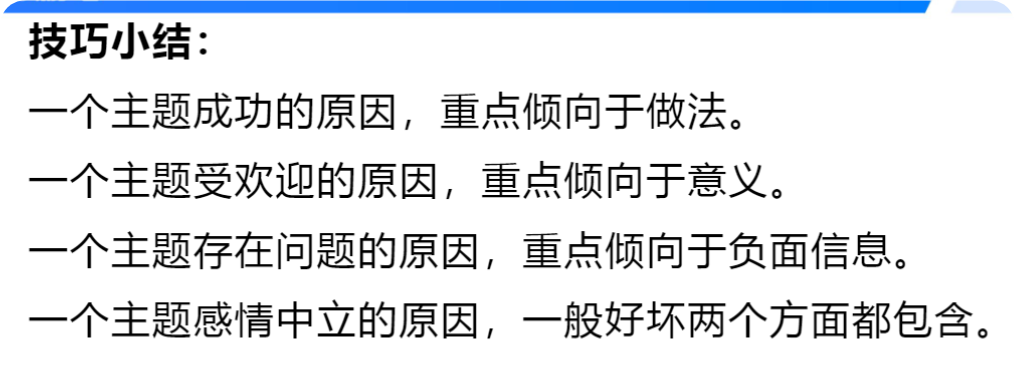 技巧小结：
一个主题成功的原因，重点倾向于做法。
一个主题受欢迎的原因，重点倾向于意义。
一个主题存在问题的原因，重点倾向于负面信息。
一个主题感情中立的原因，一般好坏两个方面都包含。